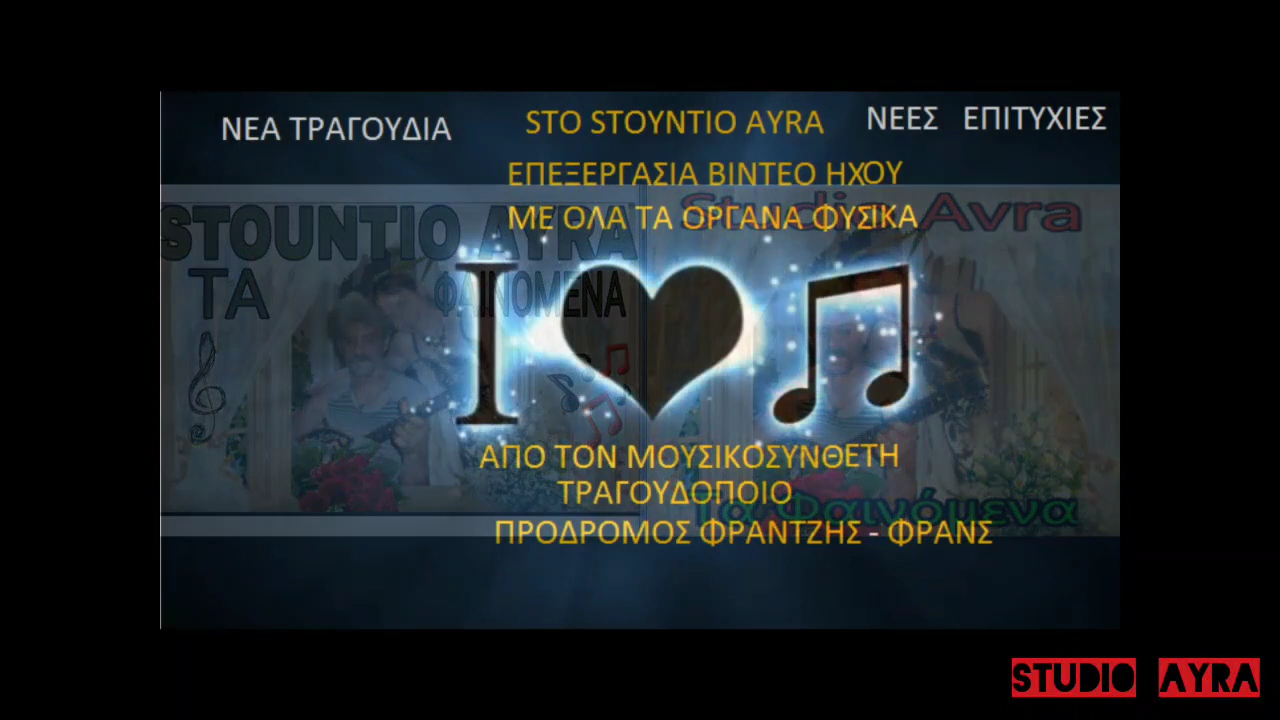 ΝΕΑ ΤΡΑΓΟΥΔΙΑ
STO STOYNTIO AYRA
ΝΕΕΣ ΕΠΙΤΥΧΙΕΣ
ΕΠΕΞΕΡΓΑΣΙΑ ΒΙΝΤΕΟ ΗΧΟΥ
ΜΕ ΟΛΑ ΤΑ ΟΡΓΑΝΑ ΦΥΣΙΚΑ
Studio Avra
STOUNTIO AYRA
ΤΑ ΦΑΙΝΟΜΕΝΑ
I
ΑΠΟ ΤΟΝ ΜΟΥΣΙΚΟΣΥΝΘΕΤΗ
ΤΡΑΓΟΥΔΟΠΟΙΟ
Τα Φαινόμενα
ΠΡΟΔΡΟΜΟΣ ΦΡΑΝΤΖΗΣ - ΦΡΑΝΣ
STUDIO AYRA